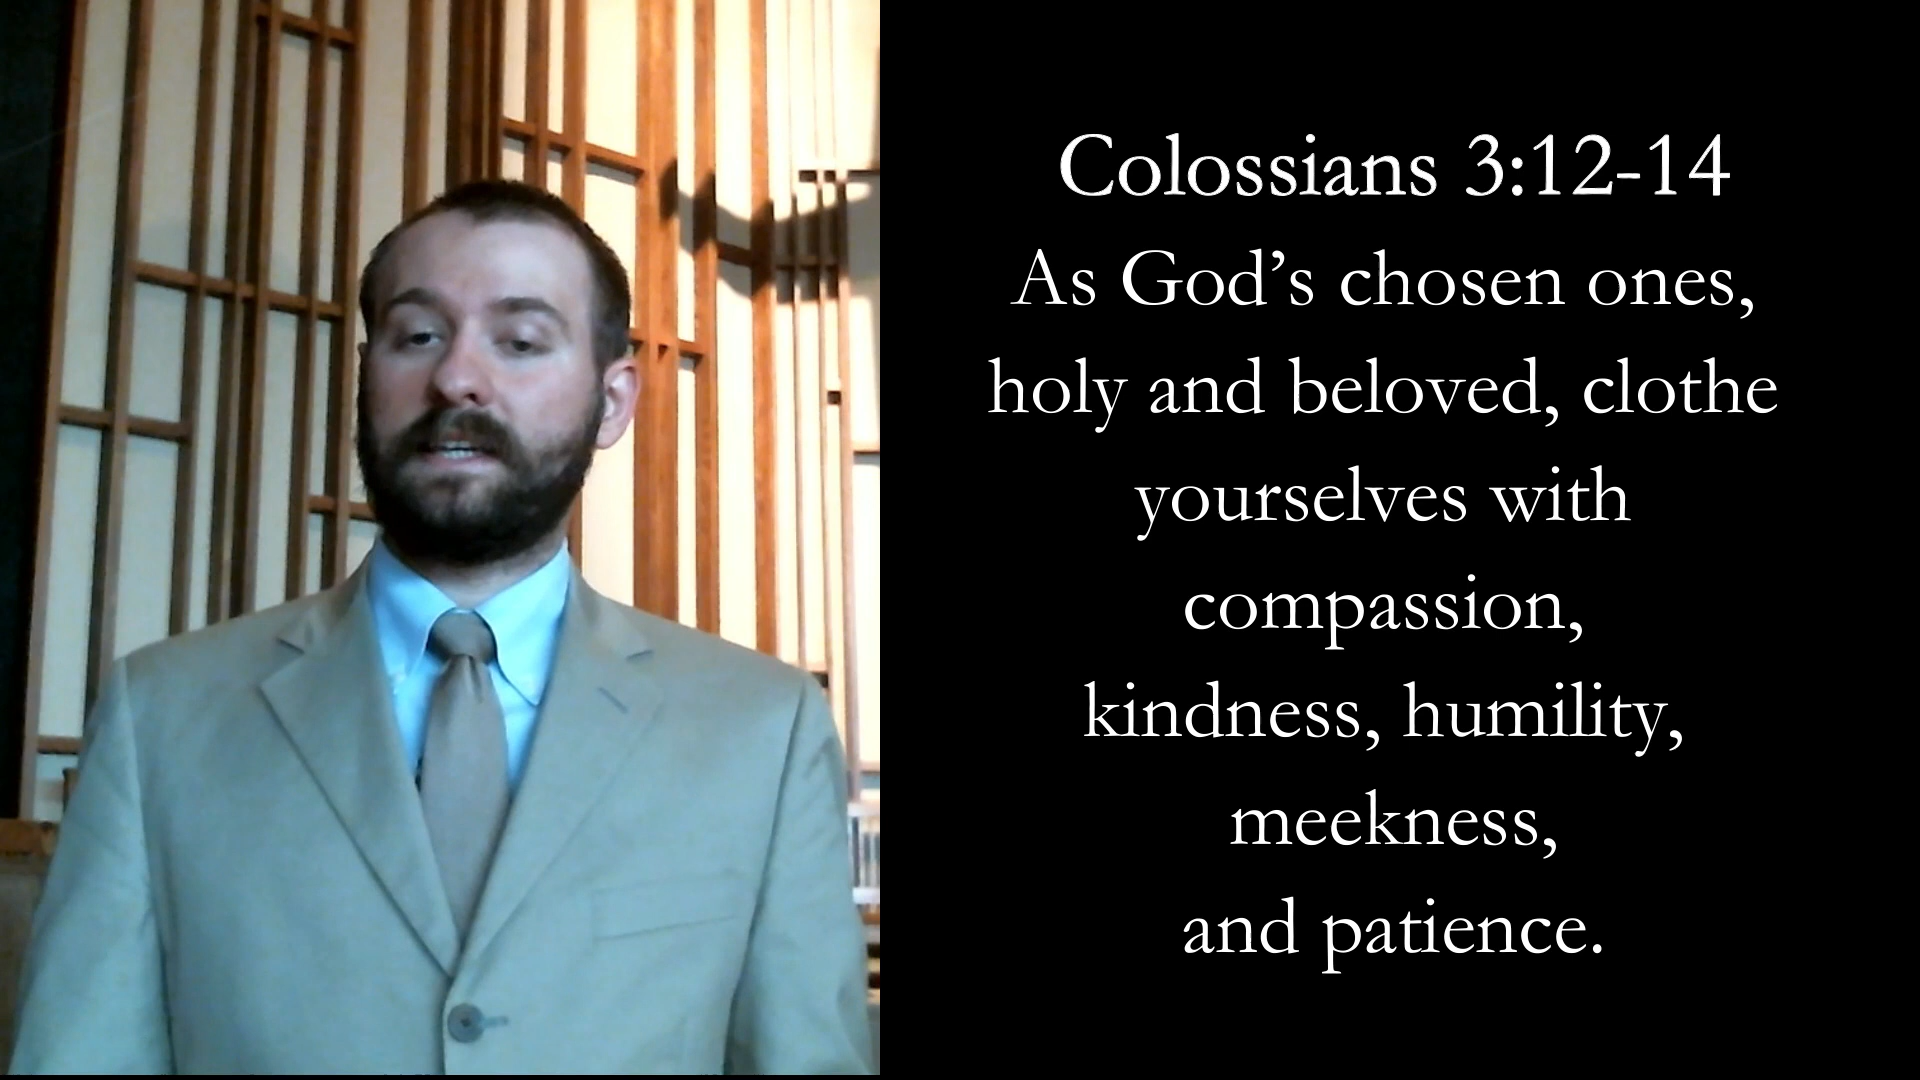 Colossians 3:12-14
As God’s chosen ones,
holy and beloved, clothe
yourselves with
compassion,
kindness, humility,
meekness,
and patience.